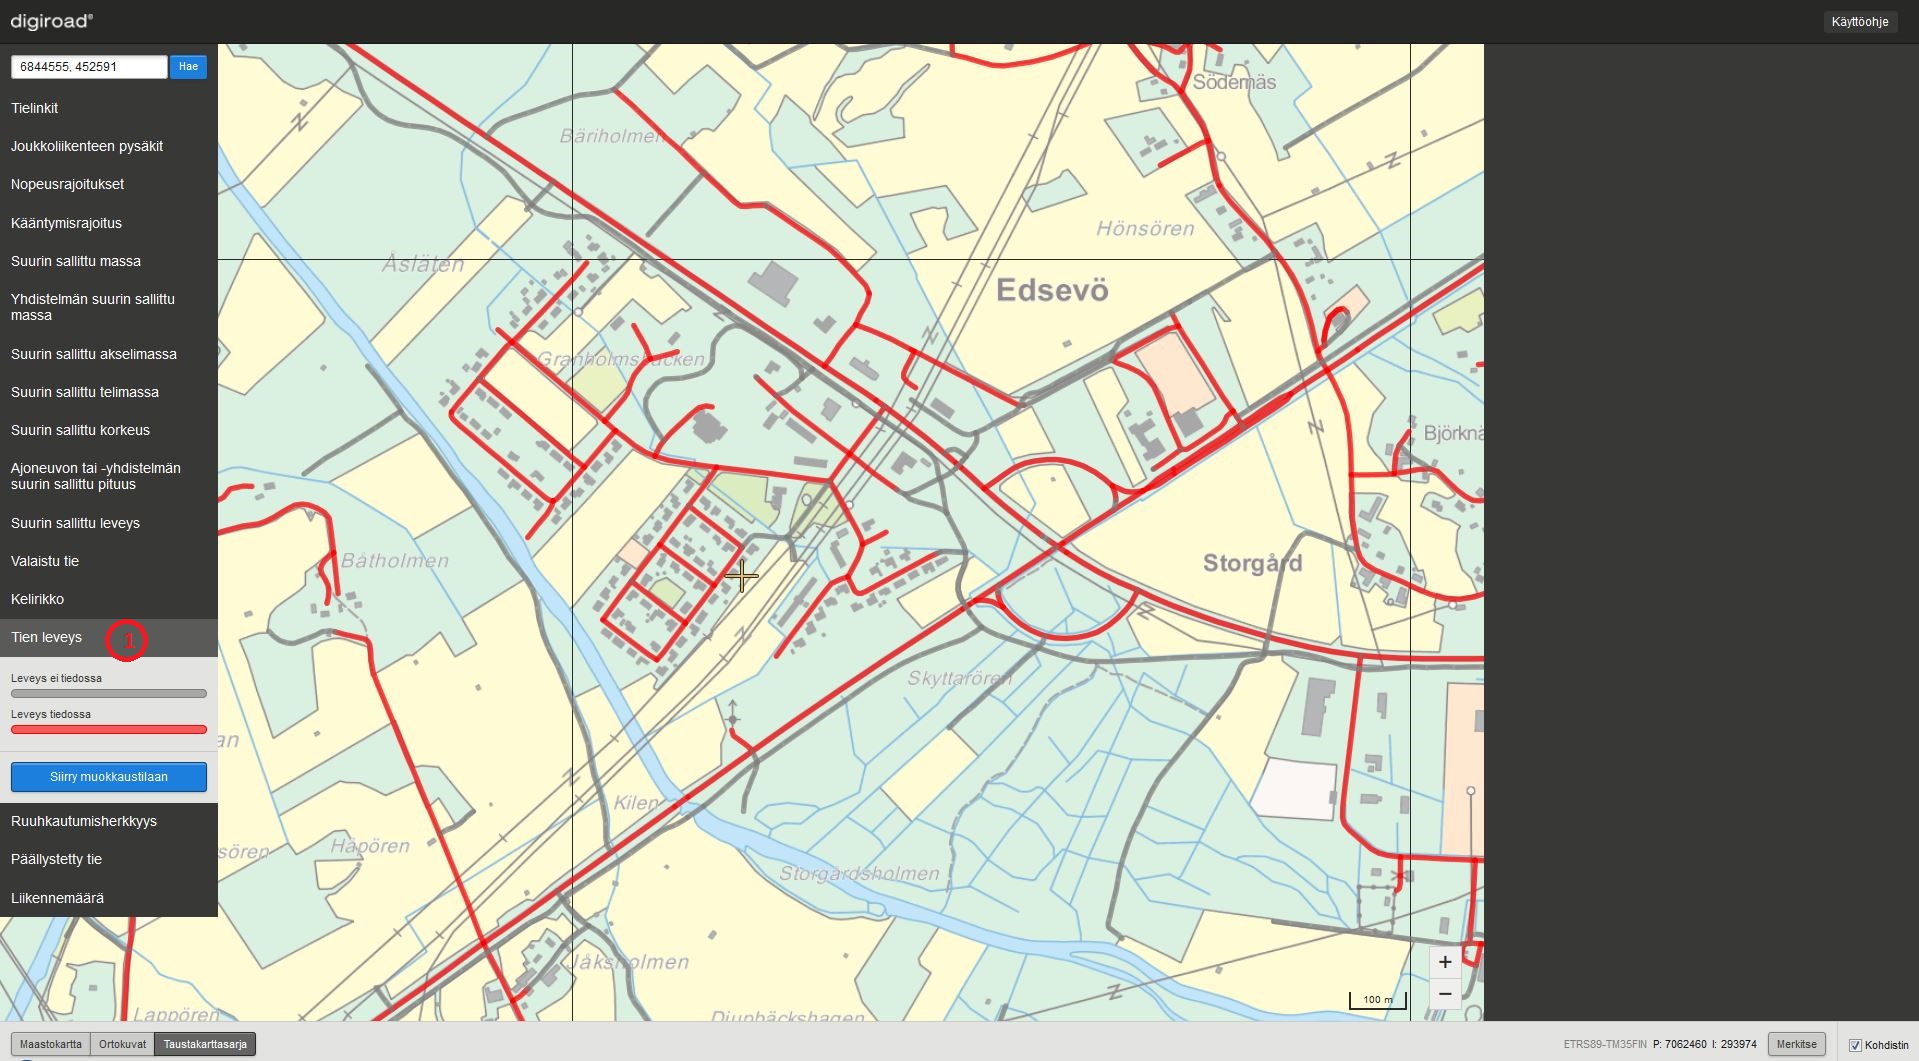 digiroad®
Käyttöohje
6844555, 452591
Hae
Tielinkit
Joukkoliikenteen pysäkit
Nopeusrajoitukset
Kääntymisrajoitus
Suurin sallittu massa
Yhdistelmän suurin sallittu
massa
Suurin sallittu akselimassa
Suurin sallittu telimassa
Suurin sallittu korkeus
Ajoneuvon tai -yhdistelmän
suurin sallittu pituus
Suurin sallittu leveys
Valaistu tie
Kelirikko
Tien leveys
1
Leveys ei tiedossa
Leveys tiedossa
Siirry muokkaustilaan
Ruuhkautumisherkkyys
Päällystetty tie
Liikennemäärä
Södernäs
Bäriholmen
Hönsören
Åsläten
Edsevö
Granholmsbacken
Björknä
Båtholmen
Storgård
Skyttarören
an
Kilen
sören
Håpören
Storgårdsholmen
Jåksholmen
Lappören
Djupbäckshagen
+
−
100 m
Maastokartta
Ortokuvat
Taustakarttasarja
ETRS89-TM35FIN P: 7062460 I: 293974
Merkitse
Kohdistin